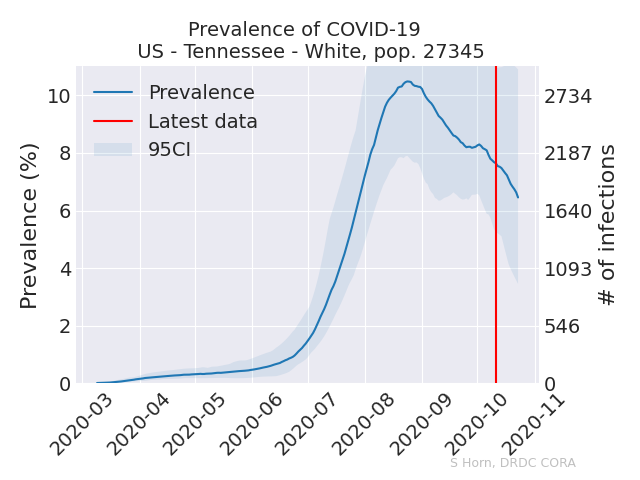 Prevalence of COVID-19
US - Tennessee - White, pop. 27345
Prevalence
Latest data
95CI
Prevalence (%)
10
8
6
4
2
0
2734
2187
1640
1093
546
0
# of infections
2020-03
2020-04
2020-05
2020-06
2020-07
2020-08
2020-09
2020-10
2020-11
S Horn, DRDC CORA